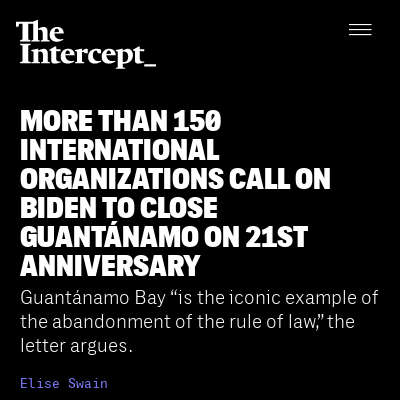 The
Intercept_
MORE THAN 150
INTERNATIONAL
ORGANIZATIONS CALL ON
BIDEN TO CLOSE
GUANTÁNAMO ON 21ST
ANNIVERSARY
Guantánamo Bay “is the iconic example of
the abandonment of the rule of law,” the
letter argues.
Elise Swain